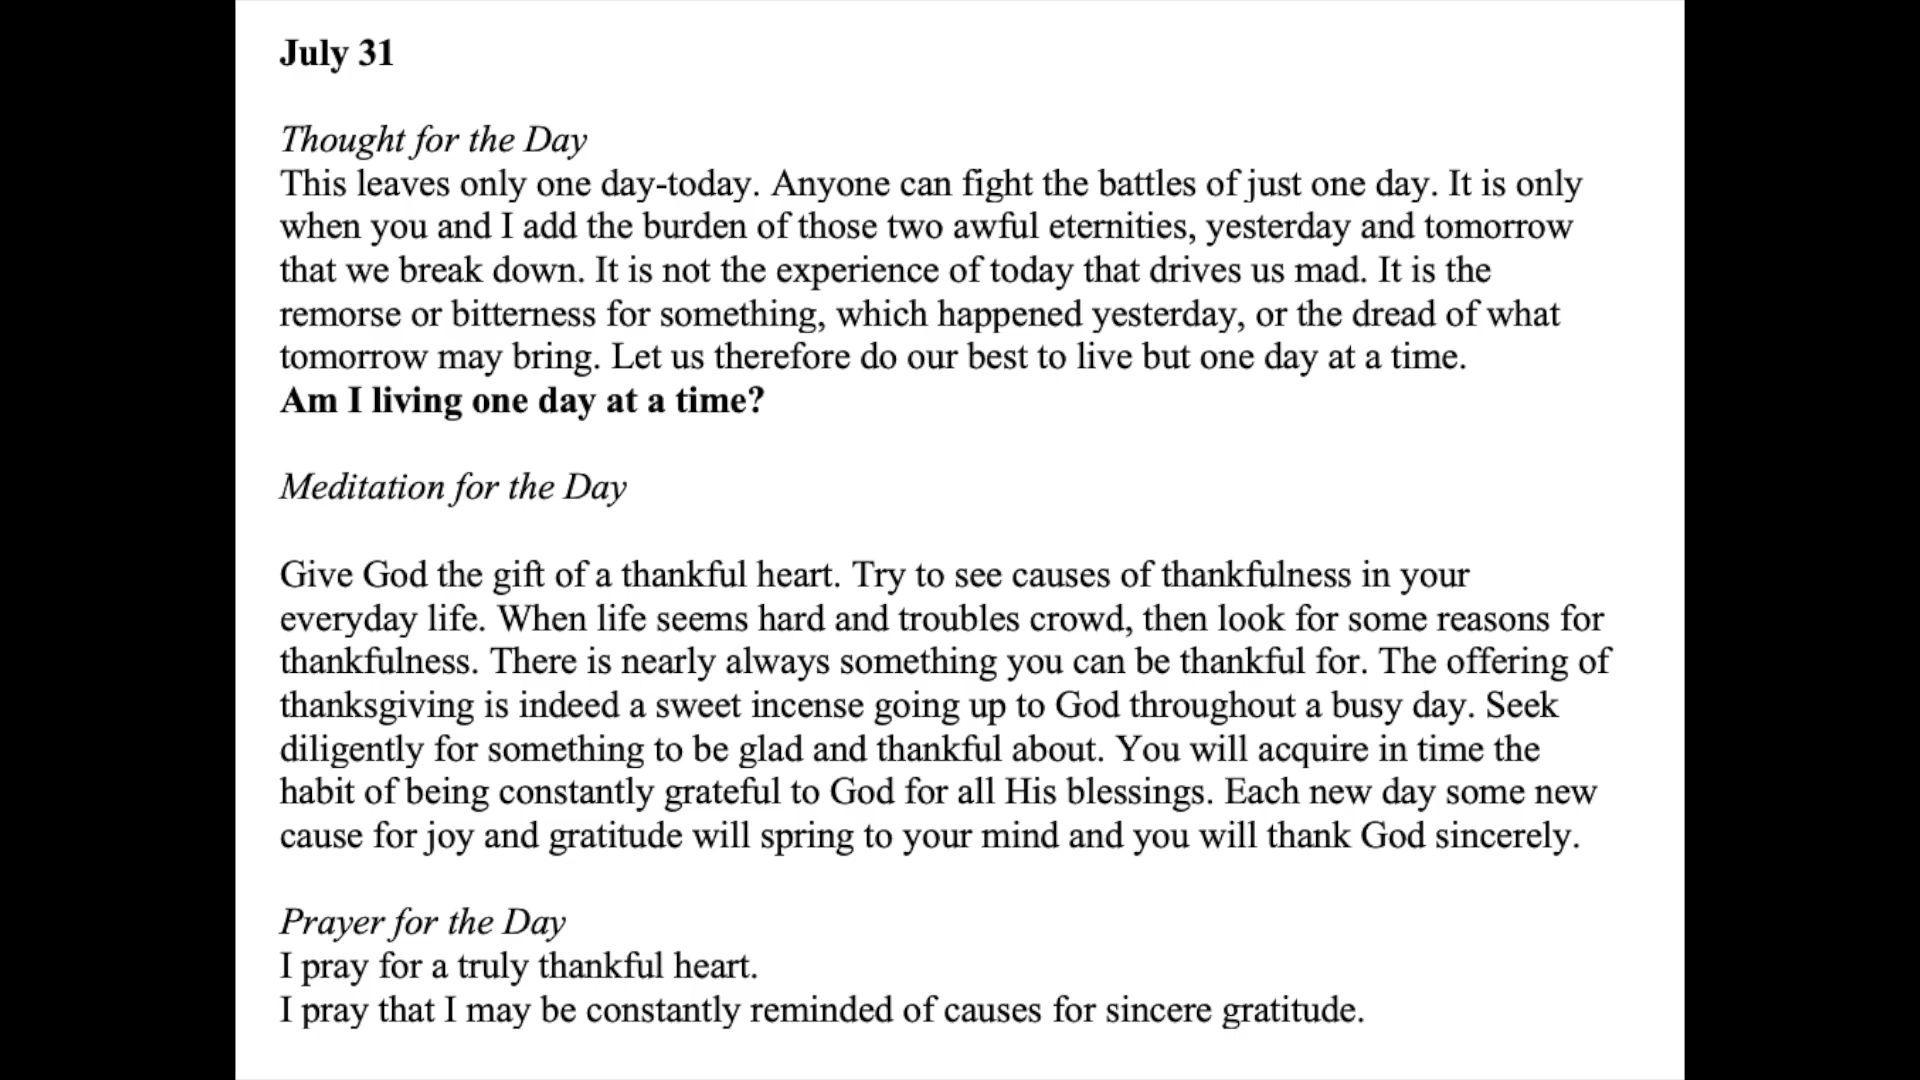 July 31
Thought for the Day
This leaves only one day-today. Anyone can fight the battles of just one day. It is only
when you and I add the burden of those two awful eternities, yesterday and tomorrow
that we break down. It is not the experience of today that drives us mad. It is the
remorse or bitterness for something, which happened yesterday, or the dread of what
tomorrow may bring. Let us therefore do our best to live but one day at a time.
Am I living one day at a time?
Meditation for the Day
Give God the gift of a thankful heart. Try to see causes of thankfulness in your
everyday life. When life seems hard and troubles crowd, then look for some reasons for
thankfulness. There is nearly always something you can be thankful for. The offering of
thanksgiving is indeed a sweet incense going up to God throughout a busy day. Seek
diligently for something to be glad and thankful about. You will acquire in time the
habit of being constantly grateful to God for all His blessings. Each new day some new
cause for joy and gratitude will spring to your mind and you will thank God sincerely.
Prayer for the Day
I pray for a truly thankful heart.
I pray that I may be constantly reminded of causes for sincere gratitude.